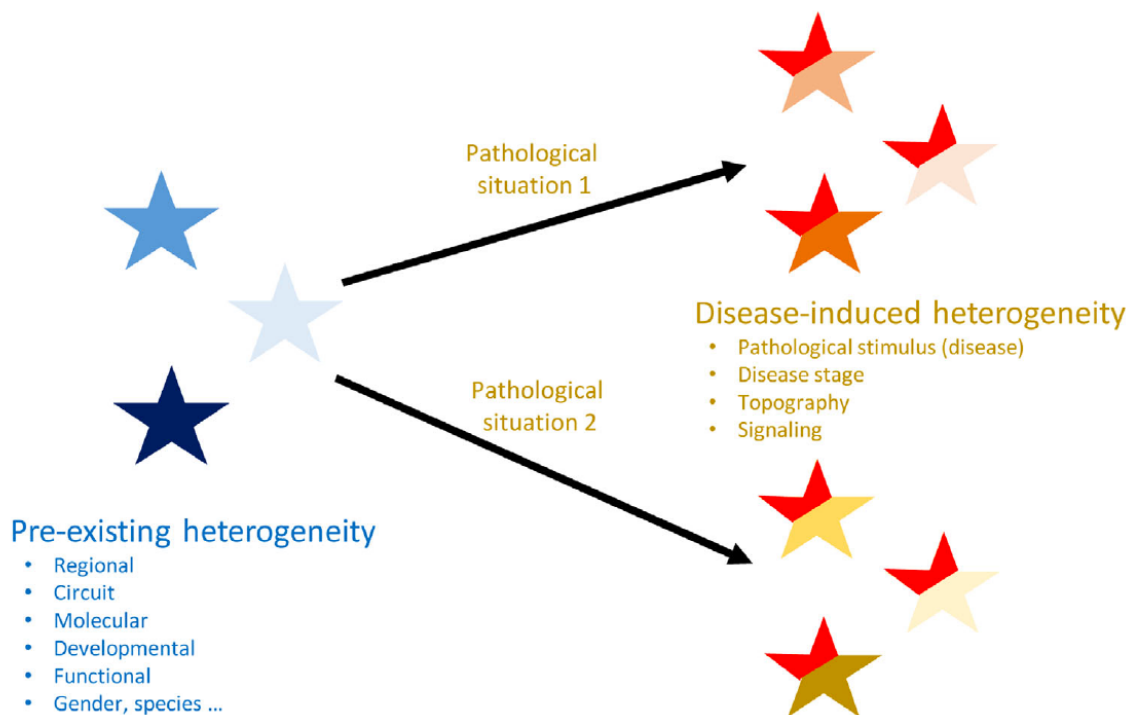 Pathological
situation 1
Disease-induced heterogeneity
• Pathological stimulus (disease)
• Disease stage
• Topography
• Signaling
Pathological
situation 2
Pre-existing heterogeneity
• Regional
• Circuit
• Molecular
• Developmental
• Functional
• Gender, species ...